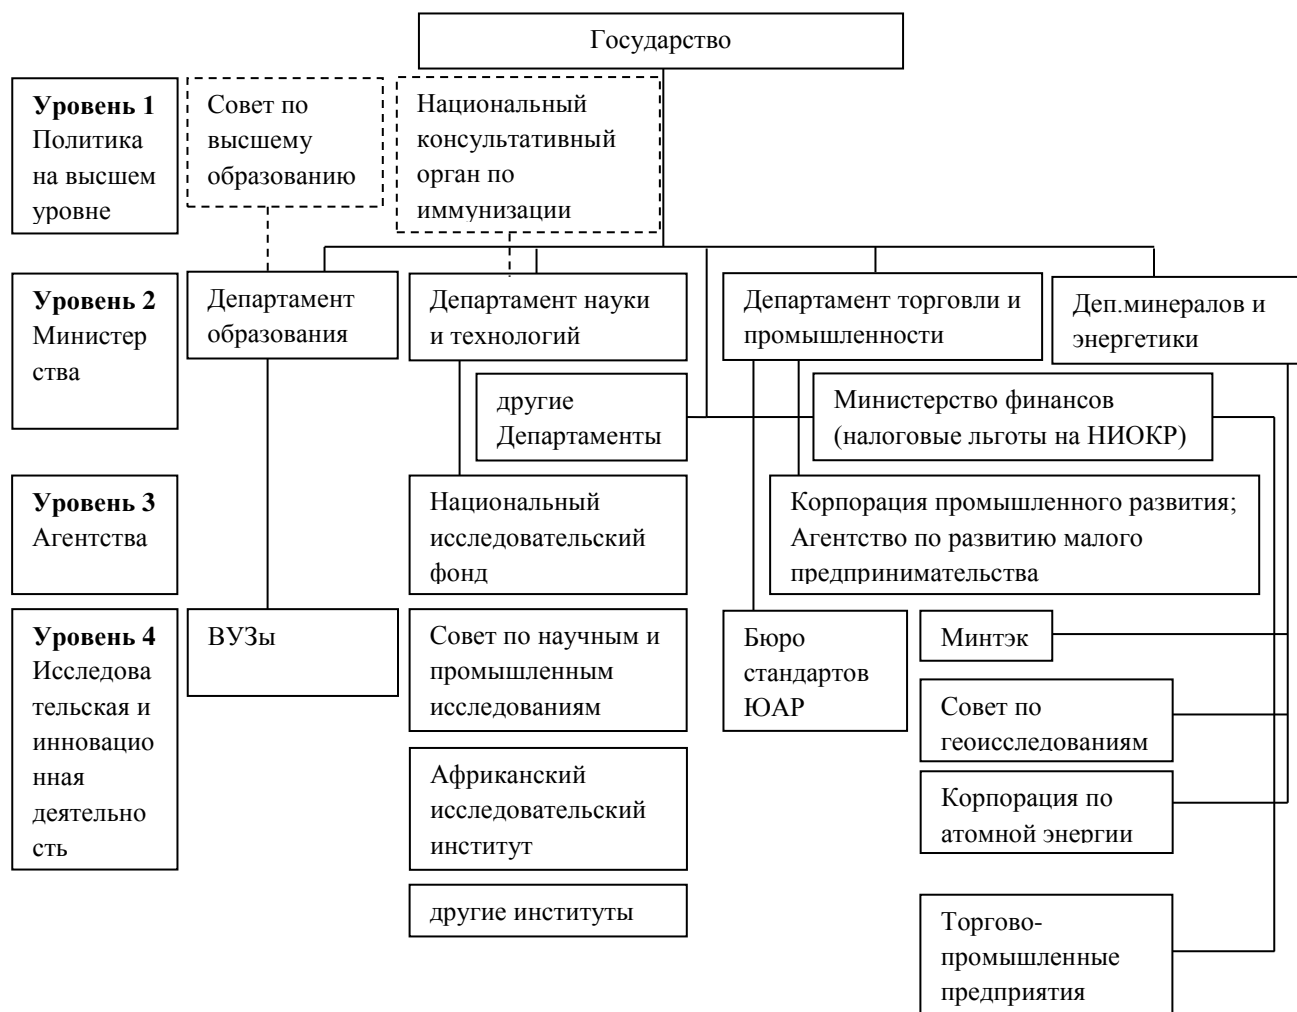 Государство
Уровень 1
Политика
на высшем
уровне
Совет по
высшему
образованию
Национальный
консультативный
орган по
иммунизации
Уровень 2
Министер
ства
Департамент
образования
Департамент науки
и технологий
Департамент торговли и
промышленности
Деп.минералов и
энергетики
другие
Департаменты
Министерство финансов
(налоговые льготы на НИОКР)
Уровень 3
Агентства
Национальный
исследовательский
фонд
Корпорация промышленного развития;
Агентство по развитию малого
предпринимательства
Уровень 4
Исследова
тельская и
инновацио
нная
деятельно
сть
ВУЗы
Совет по научным и
промышленным
исследованиям
Африканский
исследовательский
институт
другие институты
Бюро
стандартов
ЮАР
Минтэк
Совет по
геоисследованиям
Корпорация по
атомной энергии
Торгово-
промышленные
предприятия